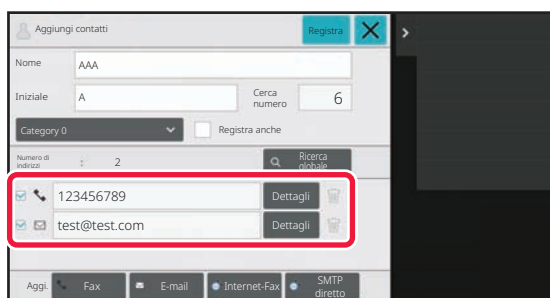 Aggiungi contatti
Registra
Nome
AAA
Iniziale
A
Cerca
numero
6
Category 0
Registra anche
Numero di
indirizzi
: 2
Ricerca
globale
123456789
Dettagli
test@test.com
Dettagli
Aggi.
Fax
E-mail
Internet-Fax
SMTP
diretto